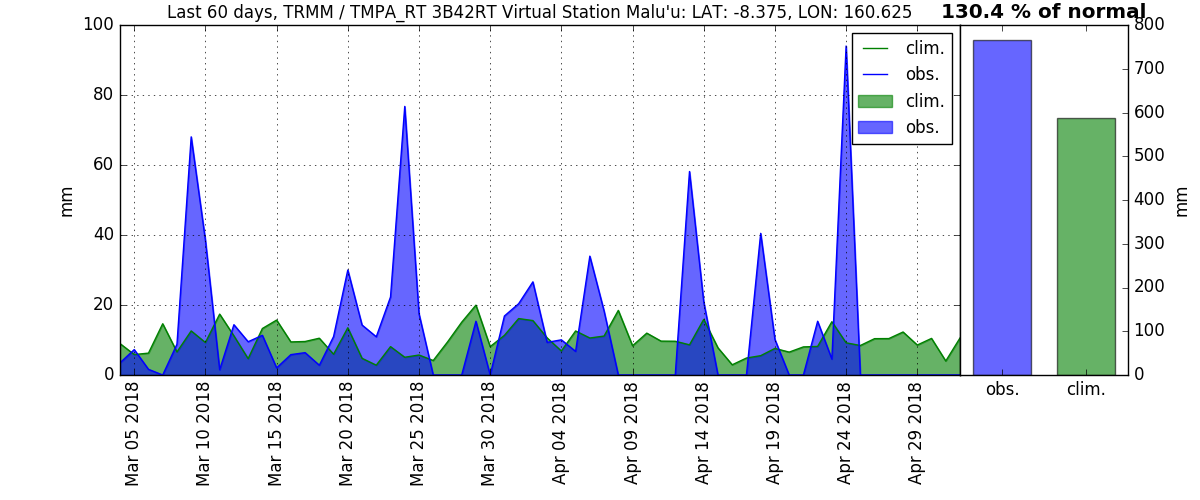 Last 60 days, TRMM / TMPA_RT 3B42RT Virtual Station Malu'u: LAT: -8.375, LON: 160.625
130.4 % of normal
100
80
60
40
20
0
mm
clim.
obs.
clim.
obs.
800
700
600
500
400
300
200
100
0
mm
obs.
clim.
Mar 05 2018
Mar 10 2018
Mar 15 2018
Mar 20 2018
Mar 25 2018
Mar 30 2018
Apr 04 2018
Apr 09 2018
Apr 14 2018
Apr 19 2018
Apr 24 2018
Apr 29 2018